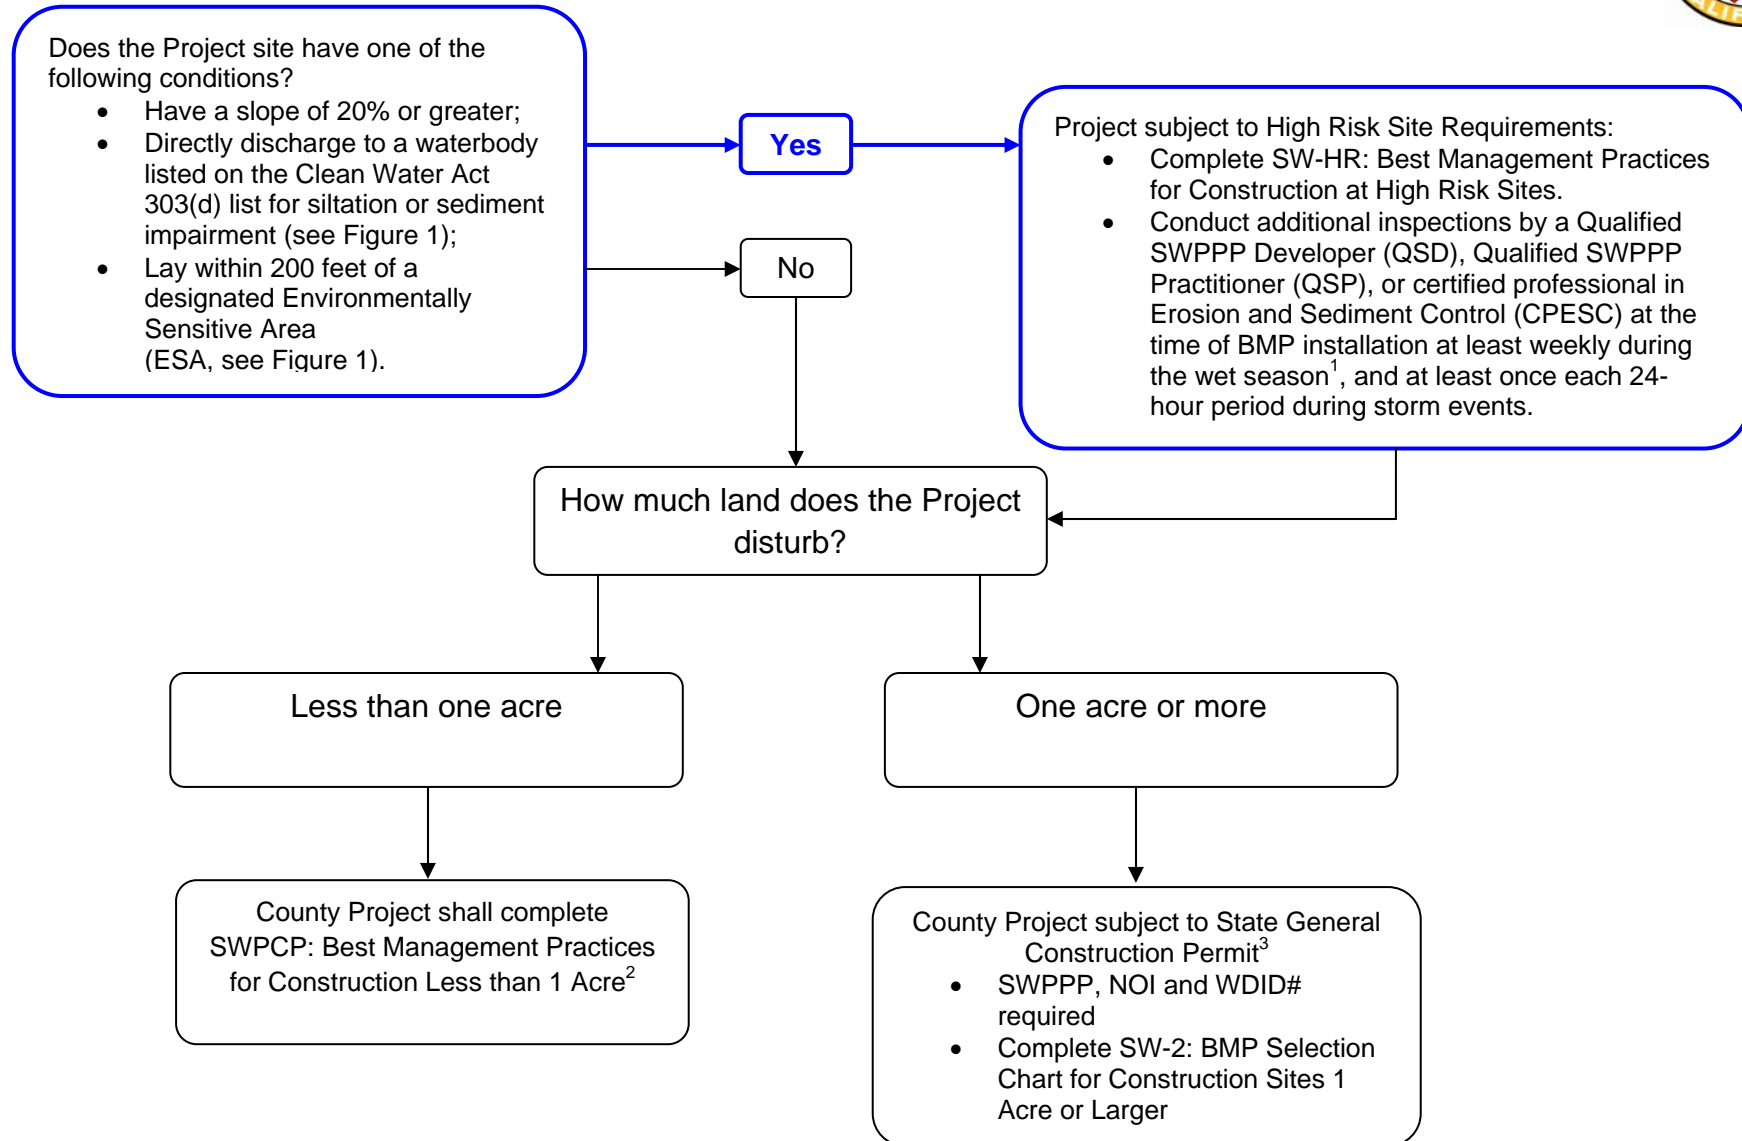 ALIF
Does the Project site have one of the
following conditions?
• Have a slope of 20% or greater;
• Directly discharge to a waterbody
listed on the Clean Water Act
303(d) list for siltation or sediment
impairment (see Figure 1);
• Lay within 200 feet of a
designated Environmentally
Sensitive Area
(ESA, see Figure 1).
Yes
No
Project subject to High Risk Site Requirements:
• Complete SW-HR: Best Management Practices
for Construction at High Risk Sites.
• Conduct additional inspections by a Qualified
SWPPP Developer (QSD), Qualified SWPPP
Practitioner (QSP), or certified professional in
Erosion and Sediment Control (CPESC) at the
time of BMP installation at least weekly during
the wet season¹, and at least once each 24-
hour period during storm events.
How much land does the Project
disturb?
Less than one acre
One acre or more
County Project shall complete
SWPCP: Best Management Practices
for Construction Less than 1 Acre²
County Project subject to State General
Construction Permit³
• SWPPP, NOI and WDID#
required
• Complete SW-2: BMP Selection
Chart for Construction Sites 1
Acre or Larger